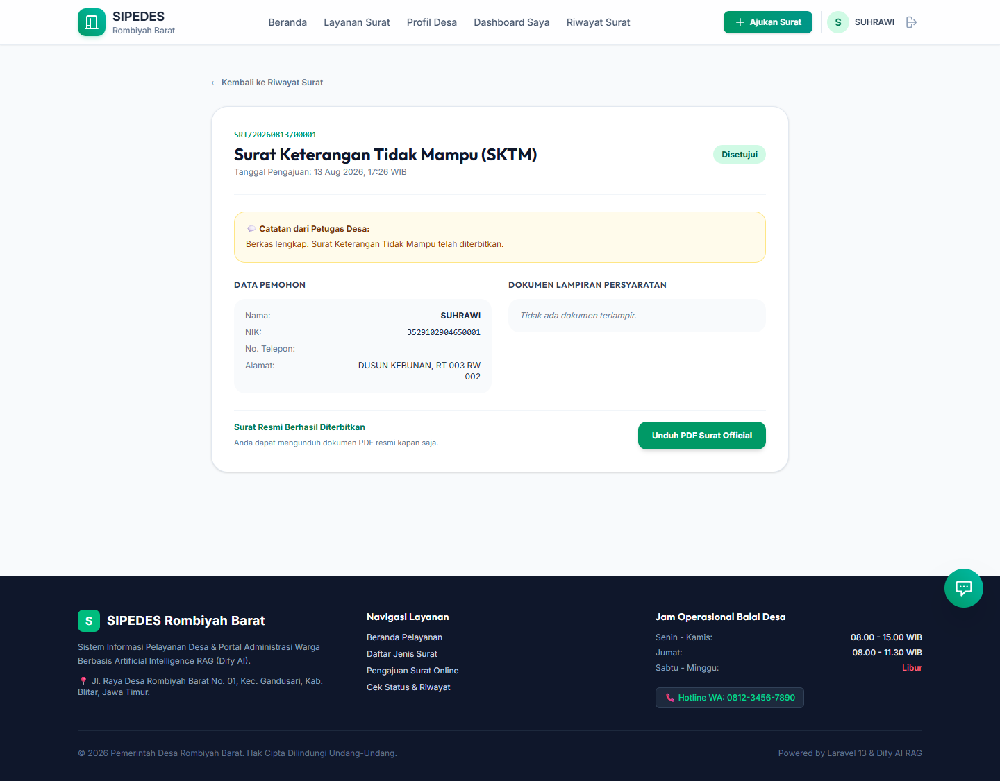 SIPEDES
Rombiyah Barat
Beranda
Layanan Surat
Profil Desa
Dashboard Saya
Riwayat Surat
+ Ajukan Surat
S
SUHRAWI
← Kembali ke Riwayat Surat
SRT/20260813/00001
Surat Keterangan Tidak Mampu (SKTM)
Disetujui
Tanggal Pengajuan: 13 Aug 2026, 17:26 WIB
Catatan dari Petugas Desa:
Berkas lengkap. Surat Keterangan Tidak Mampu telah diterbitkan.
DATA PEMOHON
Nama: SUHRAWI
NIK: 3529102904650001
No. Telepon:
Alamat: DUSUN KEBUNAN, RT 003 RW
002
DOKUMEN LAMPIRAN PERSYARATAN
Tidak ada dokumen terlampir.
Surat Resmi Berhasil Diterbitkan
Anda dapat mengunduh dokumen PDF resmi kapan saja.
Unduh PDF Surat Official
S
SIPEDES Rombiyah Barat
Sistem Informasi Pelayanan Desa & Portal Administrasi Warga
Berbasis Artificial Intelligence RAG (Dify AI).
Jl. Raya Desa Rombiyah Barat No. 01, Kec. Gandusari, Kab.
Blitar, Jawa Timur.
Navigasi Layanan
Beranda Pelayanan
Daftar Jenis Surat
Pengajuan Surat Online
Cek Status & Riwayat
Jam Operasional Balai Desa
Senin - Kamis: 08.00 - 15.00 WIB
Jumat: 08.00 - 11.30 WIB
Sabtu - Minggu: Libur
Hotline WA: 0812-3456-7890
© 2026 Pemerintah Desa Rombiyah Barat. Hak Cipta Dilindungi Undang-Undang.
Powered by Laravel 13 & Dify AI RAG